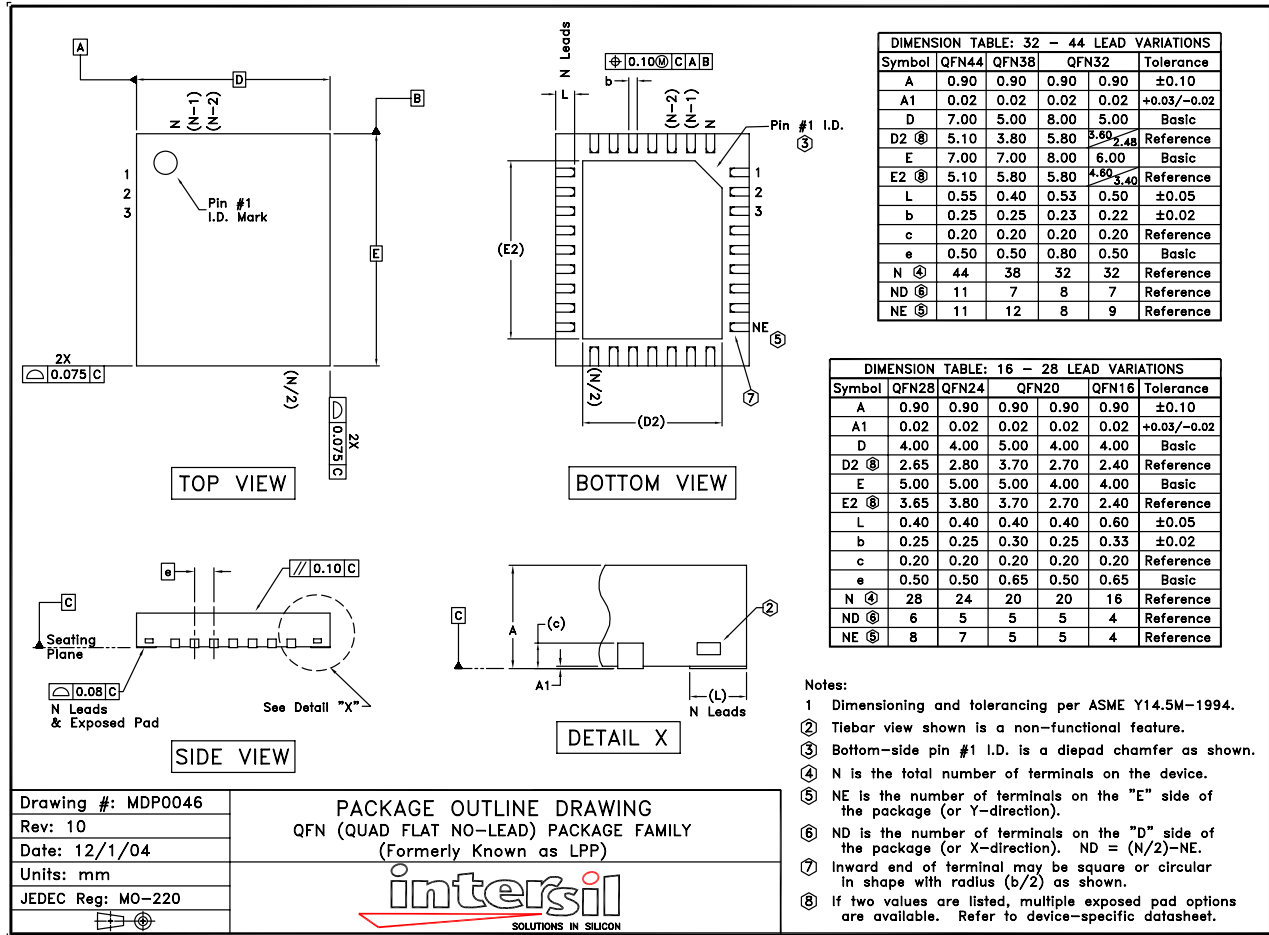 A
D
B
N
(N-1)
(N-2)
1
2
3
Pin #1
I.D. Mark
E
2X
0.075 C
(N/2)
0.075 C
2X
TOP VIEW
N Leads
L
0.10 Ⓜ C A B
b
(N-2)
(N-1)
N
Pin #1 I.D.
3
1
2
3
(E2)
NE
5
(N/2)
7
(D2)
BOTTOM VIEW
DIMENSION TABLE: 32 - 44 LEAD VARIATIONS
Symbol QFN44 QFN38 QFN32 Tolerance
A 0.90 0.90 0.90 0.90 ±0.10
A1 0.02 0.02 0.02 0.02 +0.03/-0.02
D 7.00 5.00 8.00 5.00 Basic
D2 ⑧ 5.10 3.80 5.80 3.60/2.48 Reference
E 7.00 7.00 8.00 6.00 Basic
E2 ⑧ 5.10 5.80 5.80 4.60/3.40 Reference
L 0.55 0.40 0.53 0.50 ±0.05
b 0.25 0.25 0.23 0.22 ±0.02
c 0.20 0.20 0.20 0.20 Reference
e 0.50 0.50 0.80 0.50 Basic
N ④ 44 38 32 32 Reference
ND ⑥ 11 7 8 7 Reference
NE ⑤ 11 12 8 9 Reference
DIMENSION TABLE: 16 - 28 LEAD VARIATIONS
Symbol QFN28 QFN24 QFN20 QFN16 Tolerance
A 0.90 0.90 0.90 0.90 0.90 ±0.10
A1 0.02 0.02 0.02 0.02 0.02 +0.03/-0.02
D 4.00 4.00 5.00 4.00 4.00 Basic
D2 ⑧ 2.65 2.80 3.70 2.70 2.40 Reference
E 5.00 5.00 5.00 4.00 4.00 Basic
E2 ⑧ 3.65 3.80 3.70 2.70 2.40 Reference
L 0.40 0.40 0.40 0.40 0.60 ±0.05
b 0.25 0.25 0.30 0.25 0.33 ±0.02
c 0.20 0.20 0.20 0.20 0.20 Reference
e 0.50 0.50 0.65 0.50 0.65 Basic
N ④ 28 24 20 20 16 Reference
ND ⑥ 6 5 5 5 4 Reference
NE ⑤ 8 7 5 5 4 Reference
e
// 0.10 C
C
Seating
Plane
0.08 C
N Leads
& Exposed Pad
See Detail "X"
SIDE VIEW
C
A
(c)
2
A1
(L)
N Leads
DETAIL X
Notes:
1 Dimensioning and tolerancing per ASME Y14.5M-1994.
② Tiebar view shown is a non-functional feature.
③ Bottom-side pin #1 I.D. is a diepad chamfer as shown.
④ N is the total number of terminals on the device.
⑤ NE is the number of terminals on the "E" side of
the package (or Y-direction).
⑥ ND is the number of terminals on the "D" side of
the package (or X-direction). ND = (N/2)-NE.
⑦ Inward end of terminal may be square or circular
in shape with radius (b/2) as shown.
⑧ If two values are listed, multiple exposed pad options
are available. Refer to device-specific datasheet.
Drawing #: MDP0046
Rev: 10
Date: 12/1/04
Units: mm
JEDEC Reg: MO-220
PACKAGE OUTLINE DRAWING
QFN (QUAD FLAT NO-LEAD) PACKAGE FAMILY
(Formerly Known as LPP)
intersil
SOLUTIONS IN SILICON